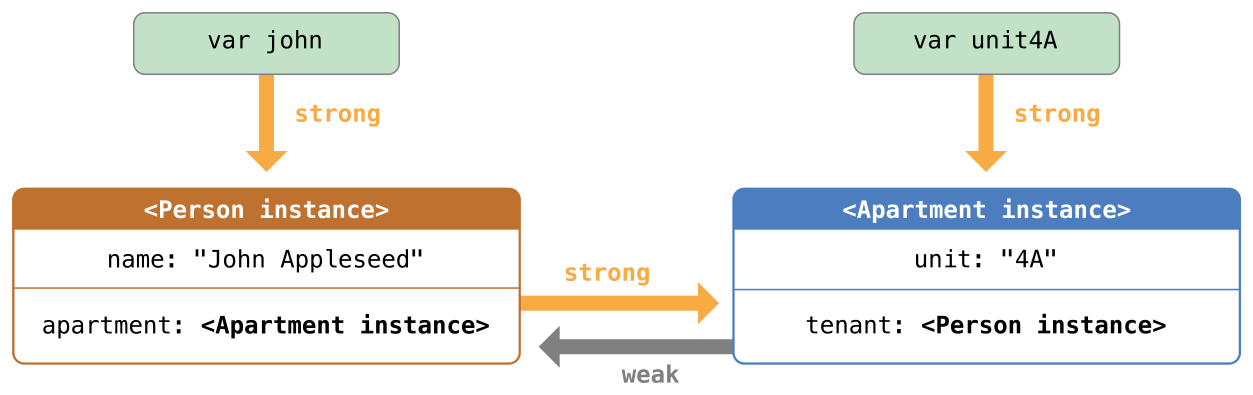 var john
var unit4A
strong
strong
<Person instance>
<Apartment instance>
name: "John Appleseed"
unit: "4A"
strong
apartment: <Apartment instance>
tenant: <Person instance>
weak